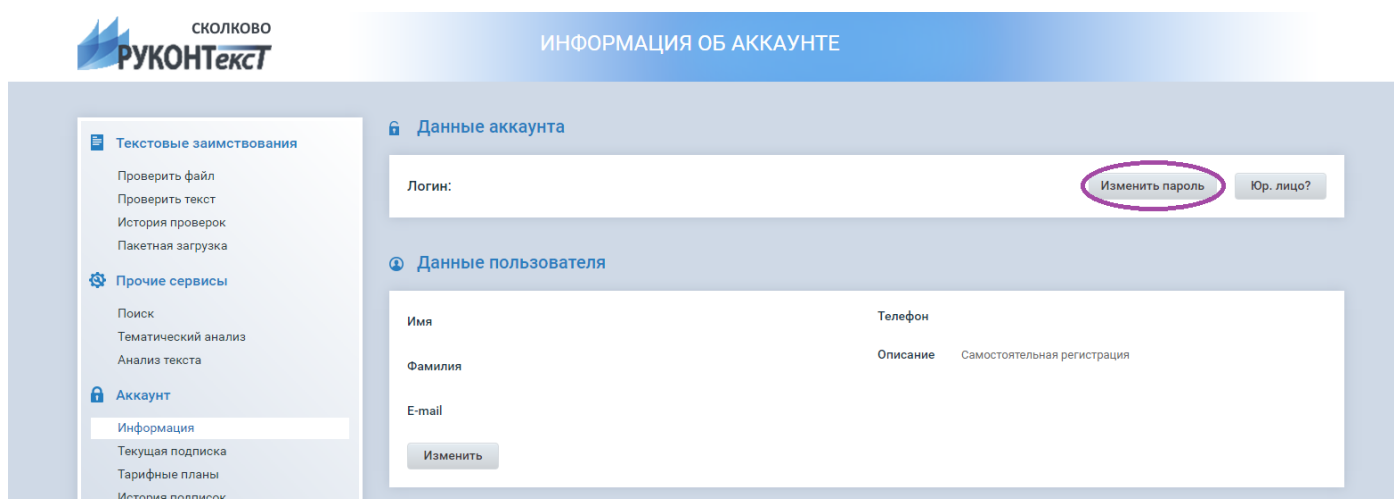 СКОЛКОВО
РУКОНТекст
ИНФОРМАЦИЯ ОБ АККАУНТЕ
Текстовые заимствования
Проверить файл
Проверить текст
История проверок
Пакетная загрузка
Прочие сервисы
Поиск
Тематический анализ
Анализ текста
Аккаунт
Информация
Текущая подписка
Тарифные планы
История подписок
Данные аккаунта
Логин:
Изменить пароль
Юр. лицо?
Данные пользователя
Имя
Фамилия
E-mail
Изменить
Телефон
Описание Самостоятельная регистрация